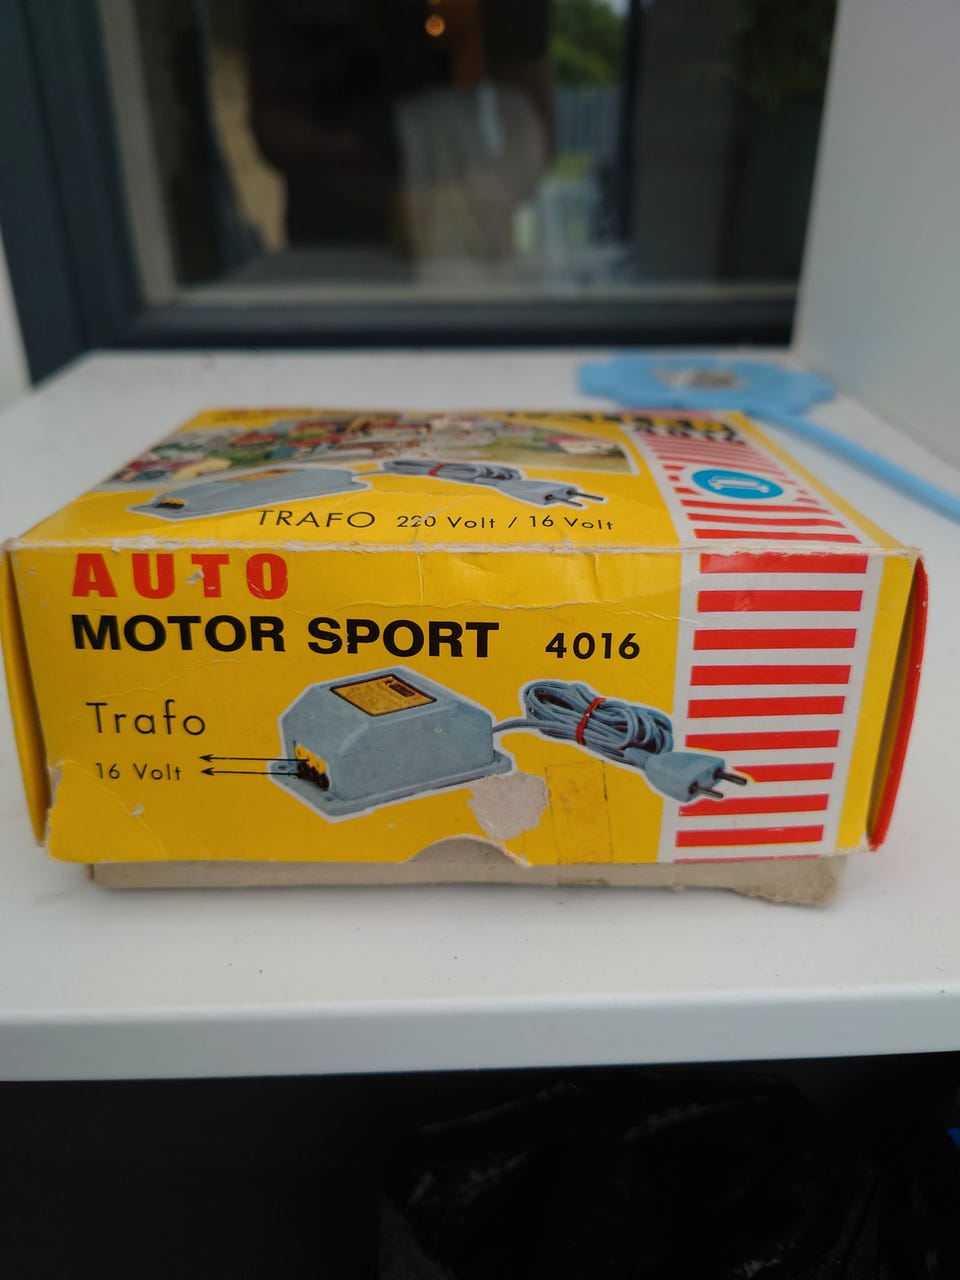 TRAFO 220 Volt / 16 Volt
AUTO
MOTOR SPORT 4016
Trafo
16 Volt